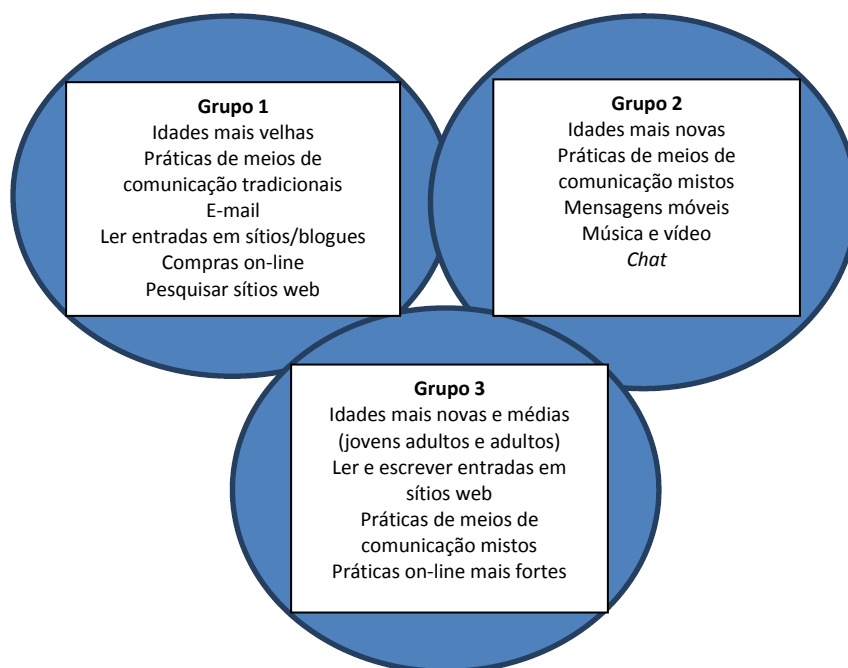 Grupo 1
Idades mais velhas
Práticas de meios de
comunicação tradicionais
E-mail
Ler entradas em sítios/blogues
Compras on-line
Pesquisar sítios web
Grupo 2
Idades mais novas
Práticas de meios de
comunicação mistos
Mensagens móveis
Música e vídeo
Chat
Grupo 3
Idades mais novas e médias
(jovens adultos e adultos)
Ler e escrever entradas em
sítios web
Práticas de meios de
comunicação mistos
Práticas on-line mais fortes